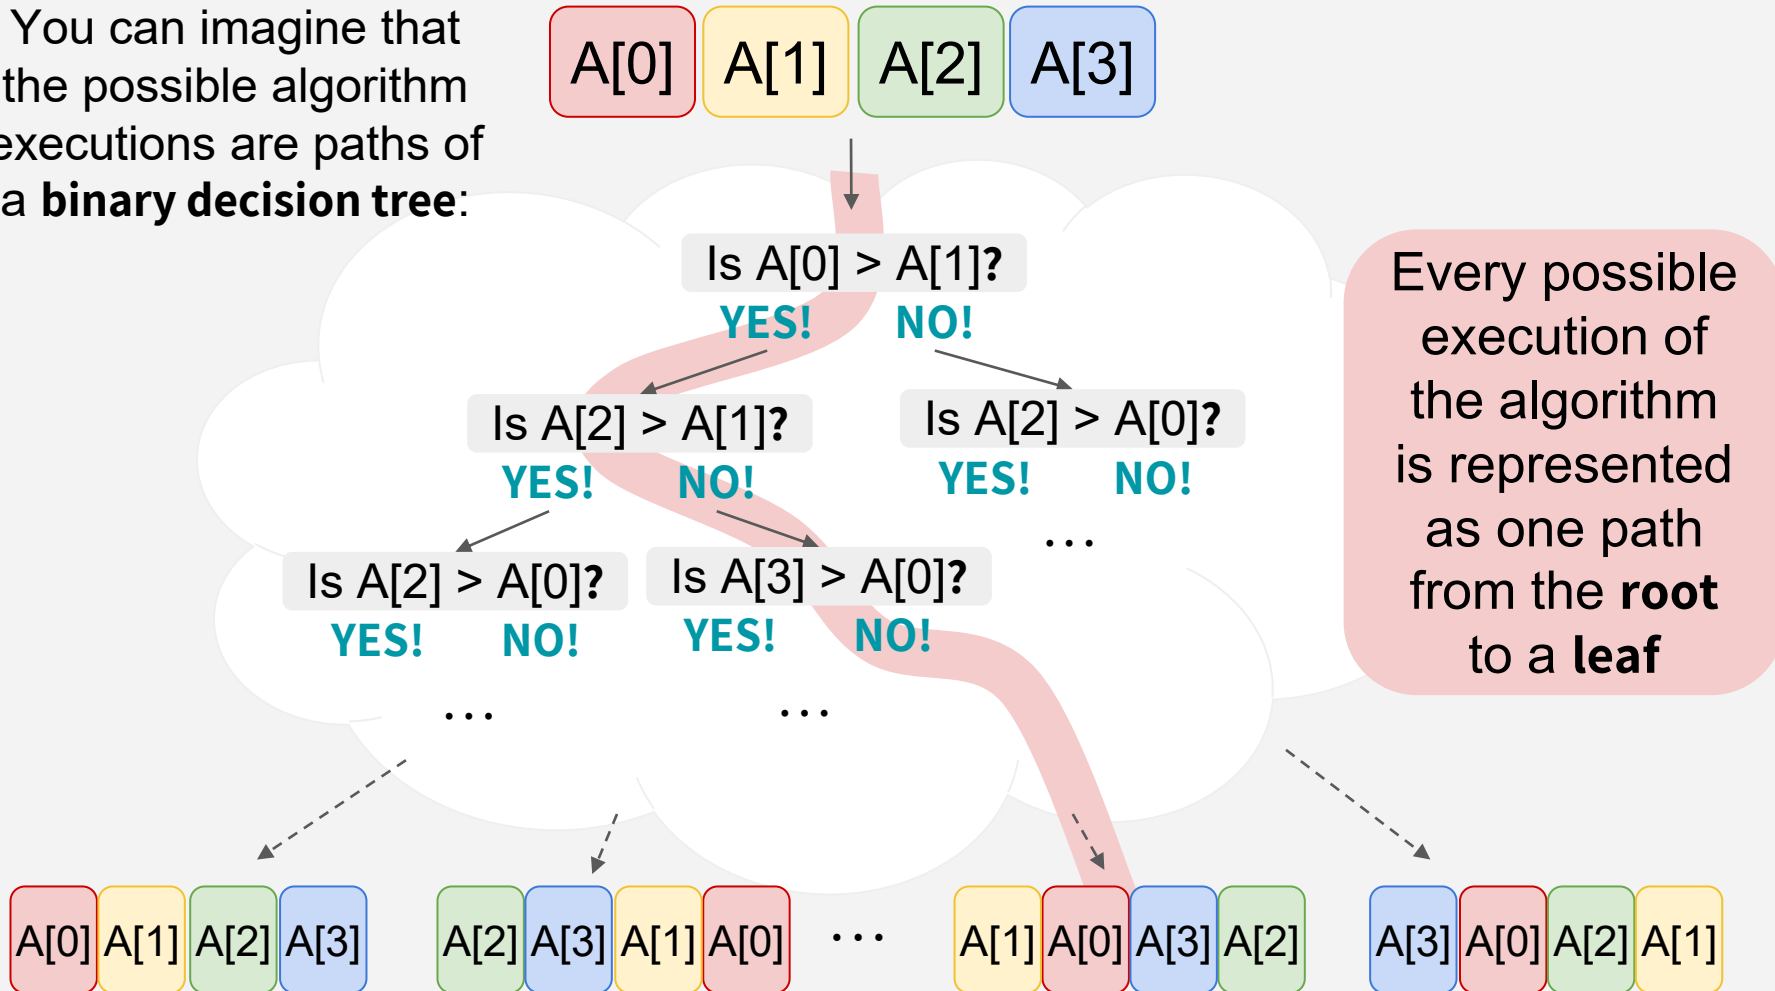 You can imagine that
the possible algorithm
executions are paths of
a binary decision tree:
A[0] A[1] A[2] A[3]
Is A[0] > A[1]?
YES! NO!
Is A[2] > A[1]?
YES! NO!
Is A[2] > A[0]?
YES! NO!
...
Is A[2] > A[0]?
YES! NO!
...
Is A[3] > A[0]?
YES! NO!
...
Every possible
execution of
the algorithm
is represented
as one path
from the root
to a leaf
A[0] A[1] A[2] A[3]
A[2] A[3] A[1] A[0]
...
A[1] A[0] A[3] A[2]
A[3] A[0] A[2] A[1]